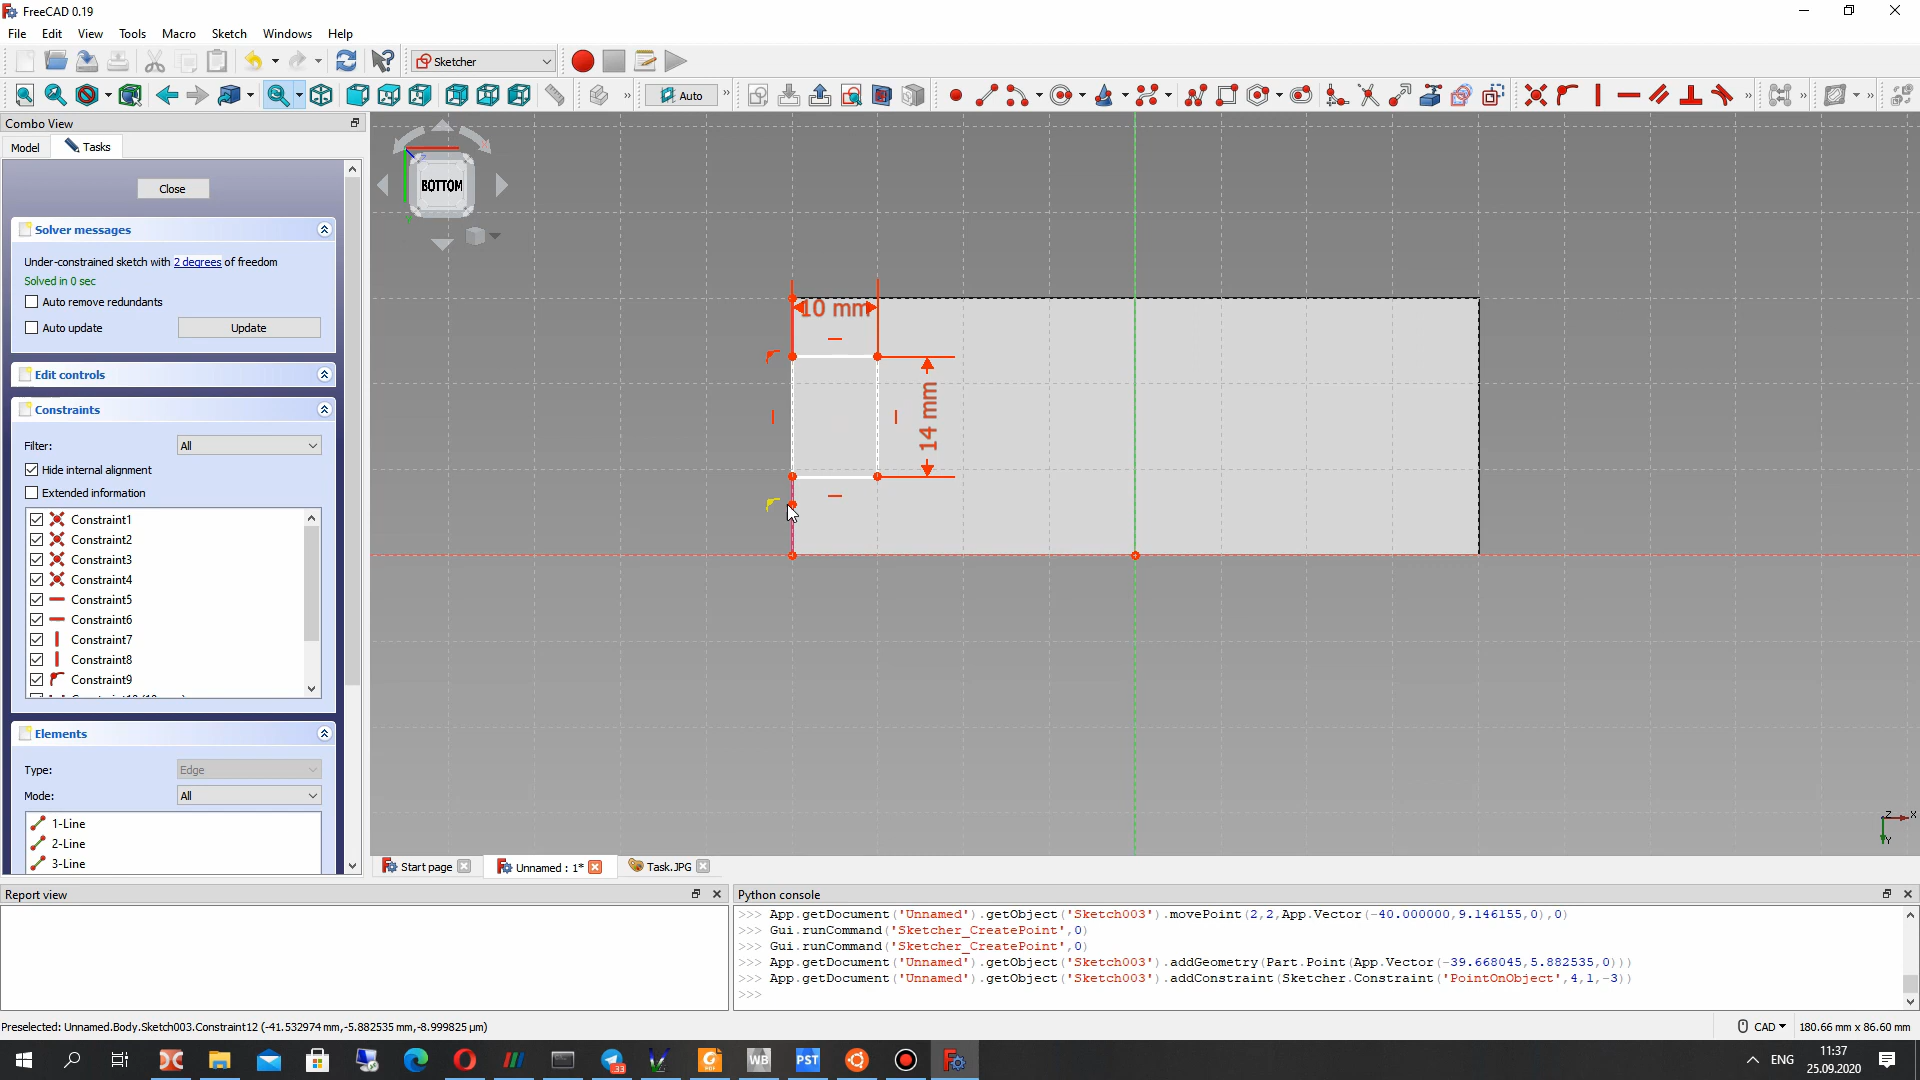 FreeCAD 0.19
File Edit View Tools Macro Sketch Windows Help
Sketcher
Auto
Combo View
Model Tasks
Close
Solver messages
Under-constrained sketch with 2 degrees of freedom
Solved in 0 sec
Auto remove redundants
Auto update Update
Edit controls
Constraints
Filter: All
Hide internal alignment
Extended information
Constraint1
Constraint2
Constraint3
Constraint4
Constraint5
Constraint6
Constraint7
Constraint8
Constraint9
Elements
Type: Edge
Mode: All
1-Line
2-Line
3-Line
BOTTOM
10 mm
14 mm
Z X
Y
Start page Unnamed : 1* Task.JPG
Report view
Python console
>>> App.getDocument('Unnamed').getObject('Sketch003').movePoint(2,2,App.Vector(-40.000000,9.146155,0),0)
>>> Gui.runCommand('Sketcher_CreatePoint',0)
>>> Gui.runCommand('Sketcher_CreatePoint',0)
>>> App.getDocument('Unnamed').getObject('Sketch003').addGeometry(Part.Point(App.Vector(-39.668045,5.882535,0)))
>>> App.getDocument('Unnamed').getObject('Sketch003').addConstraint(Sketcher.Constraint('PointOnObject',4,1,-3))
>>>
Preselected: Unnamed.Body.Sketch003.Constraint12 (-41.532974 mm,-5.882535 mm,-8.999825 µm)
CAD 180.66 mm x 86.60 mm
33
WB
PST
ENG
11:37
25.09.2020